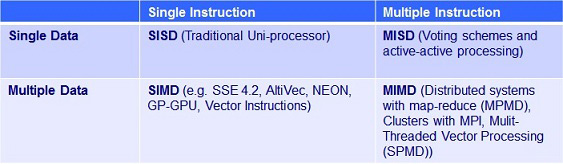 Single Instruction
Multiple Instruction
Single Data
SISD (Traditional Uni-processor)
MISD (Voting schemes and
active-active processing)
Multiple Data
SIMD (e.g. SSE 4.2, AltiVec, NEON,
GP-GPU, Vector Instructions)
MIMD (Distributed systems
with map-reduce (MPMD),
Clusters with MPI, Mulit-
Threaded Vector Processing
(SPMD))